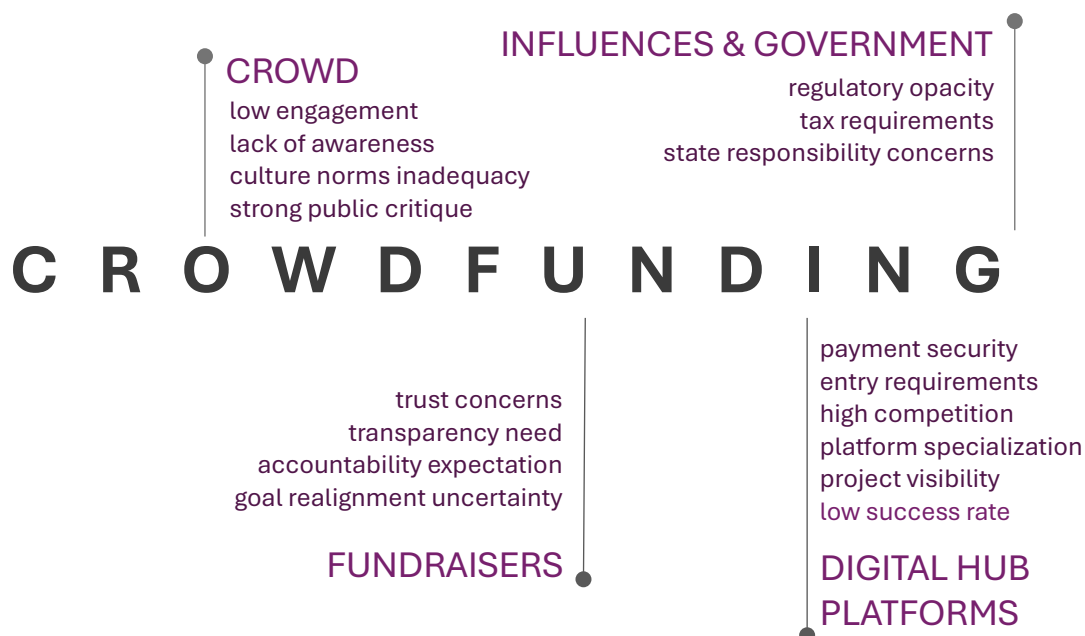 CROWD
low engagement
lack of awareness
culture norms inadequacy
strong public critique
INFLUENCES & GOVERNMENT
regulatory opacity
tax requirements
state responsibility concerns
CROWDFUNDING
trust concerns
transparency need
accountability expectation
goal realignment uncertainty
FUNDRAISERS
payment security
entry requirements
high competition
platform specialization
project visibility
low success rate
DIGITAL HUB
PLATFORMS